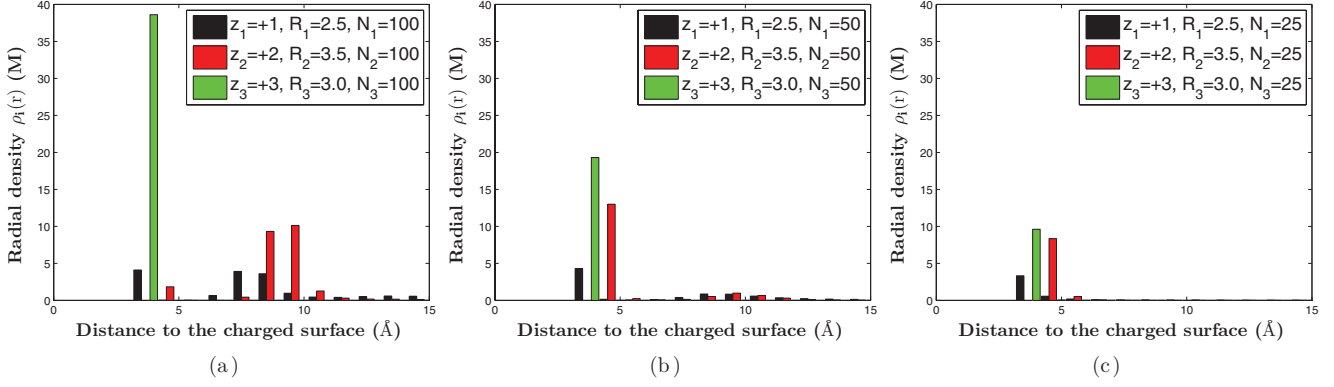 Radial density ρᵢ(r) (M)
40
35
30
25
20
15
10
5
0
z₁=+1, R₁=2.5, N₁=100
z₂=+2, R₂=3.5, N₂=100
z₃=+3, R₃=3.0, N₃=100
0 5 10 15
Distance to the charged surface (Å)
(a)
Radial density ρᵢ(r) (M)
40
35
30
25
20
15
10
5
0
z₁=+1, R₁=2.5, N₁=50
z₂=+2, R₂=3.5, N₂=50
z₃=+3, R₃=3.0, N₃=50
0 5 10 15
Distance to the charged surface (Å)
(b)
Radial density ρᵢ(r) (M)
40
35
30
25
20
15
10
5
0
z₁=+1, R₁=2.5, N₁=25
z₂=+2, R₂=3.5, N₂=25
z₃=+3, R₃=3.0, N₃=25
0 5 10 15
Distance to the charged surface (Å)
(c)